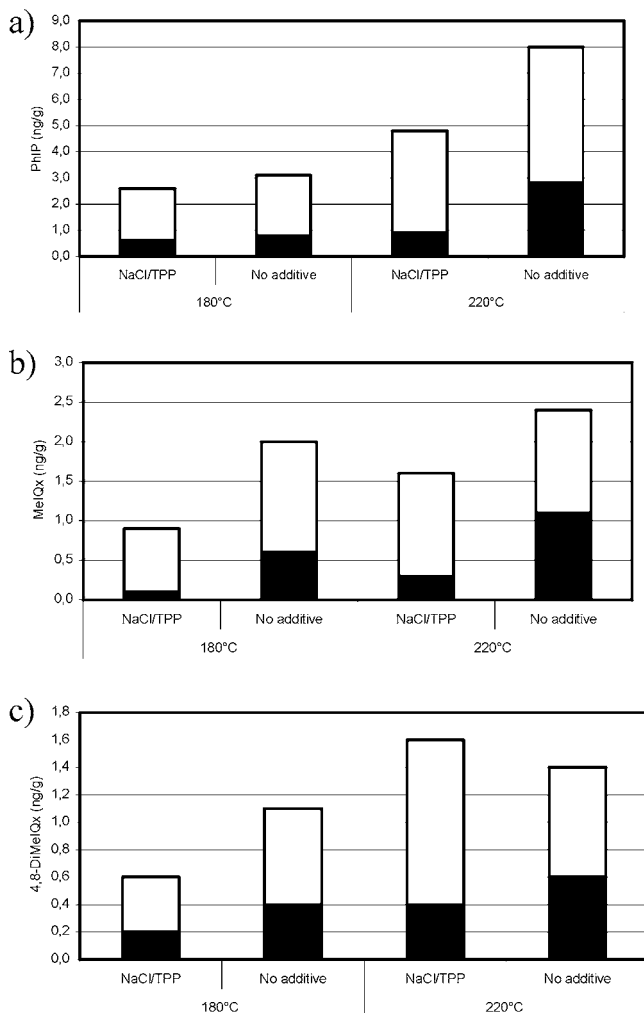 a)
PhIP (ng/g)
9,0
8,0
7,0
6,0
5,0
4,0
3,0
2,0
1,0
0,0
NaCl/TPP No additive NaCl/TPP No additive
180°C 220°C
b)
MeIQx (ng/g)
3,0
2,5
2,0
1,5
1,0
0,5
0,0
NaCl/TPP No additive NaCl/TPP No additive
180°C 220°C
c)
4,8-DiMeIQx (ng/g)
1,8
1,6
1,4
1,2
1,0
0,8
0,6
0,4
0,2
0,0
NaCl/TPP No additive NaCl/TPP No additive
180°C 220°C